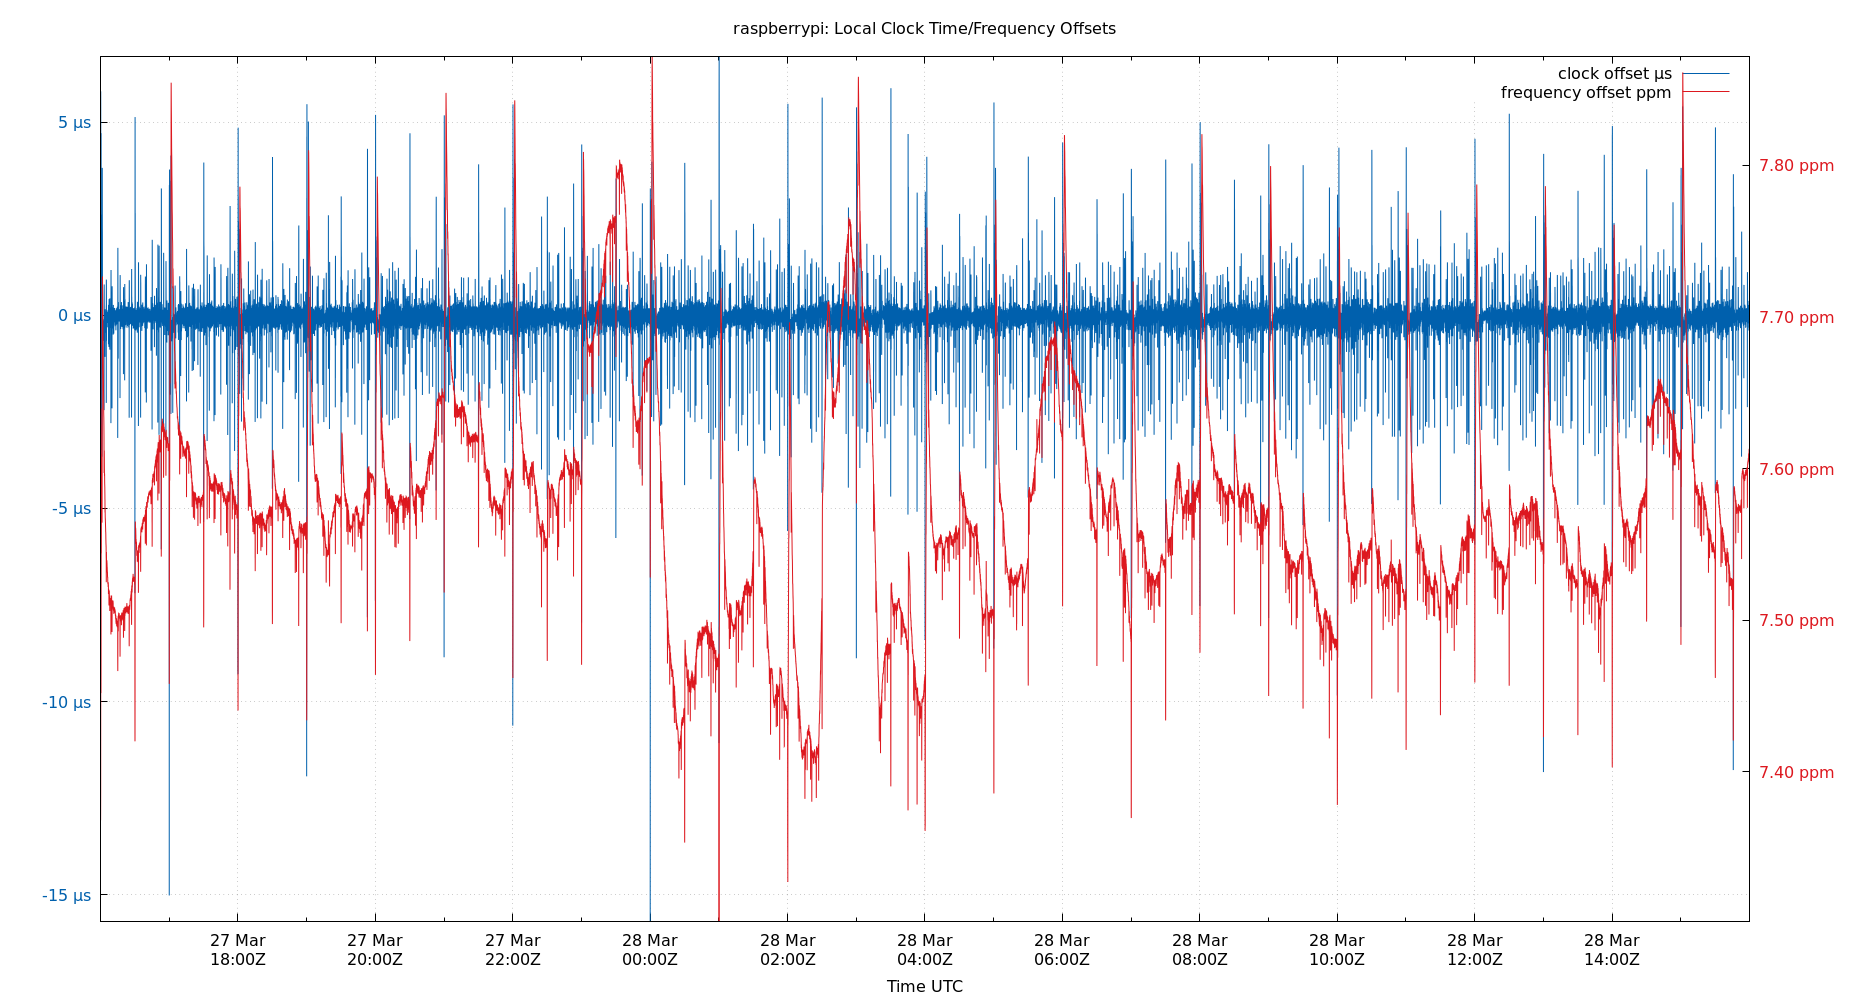 raspberrypi: Local Clock Time/Frequency Offsets
clock offset µs
frequency offset ppm
5 µs
0 µs
-5 µs
-10 µs
-15 µs
7.80 ppm
7.70 ppm
7.60 ppm
7.50 ppm
7.40 ppm
27 Mar
18:00Z
27 Mar
20:00Z
27 Mar
22:00Z
28 Mar
00:00Z
28 Mar
02:00Z
28 Mar
04:00Z
28 Mar
06:00Z
28 Mar
08:00Z
28 Mar
10:00Z
28 Mar
12:00Z
28 Mar
14:00Z
Time UTC